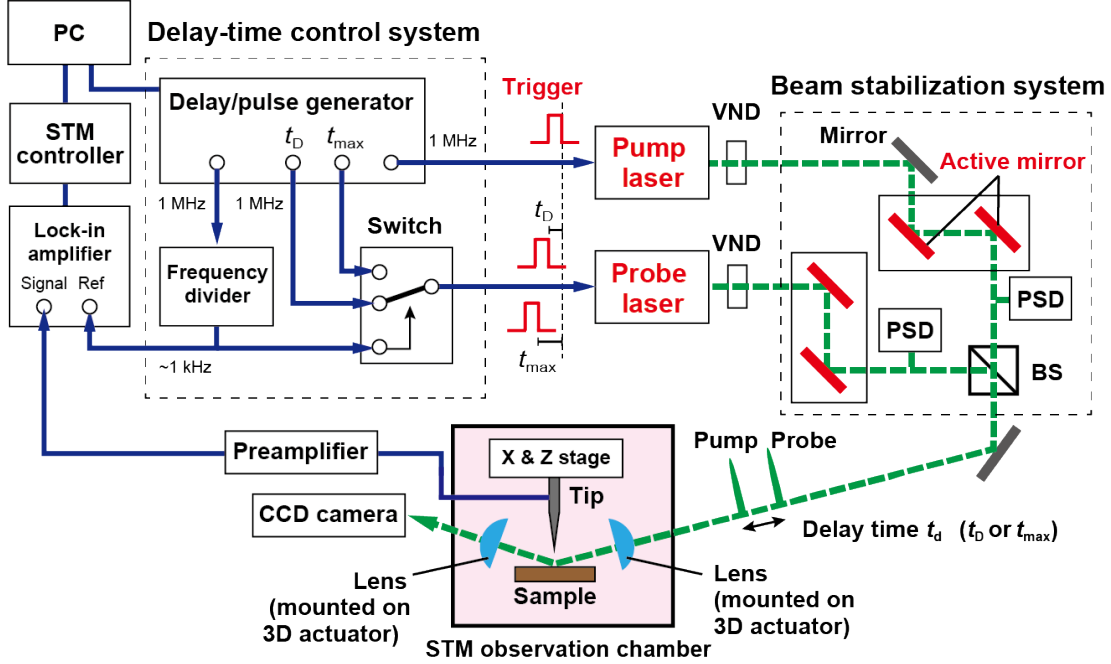 PC
Delay-time control system
Delay/pulse generator
tD
tmax
1 MHz
1 MHz
1 MHz
STM
controller
Lock-in
amplifier
Signal
Ref
Frequency
divider
~1 kHz
Switch
Trigger
tD
tmax
Pump
laser
Probe
laser
VND
VND
Beam stabilization system
Mirror
Active mirror
PSD
PSD
BS
Preamplifier
CCD camera
X & Z stage
Tip
Sample
Lens
(mounted on
3D actuator)
Lens
(mounted on
3D actuator)
STM observation chamber
Pump
Probe
Delay time td (tD or tmax)